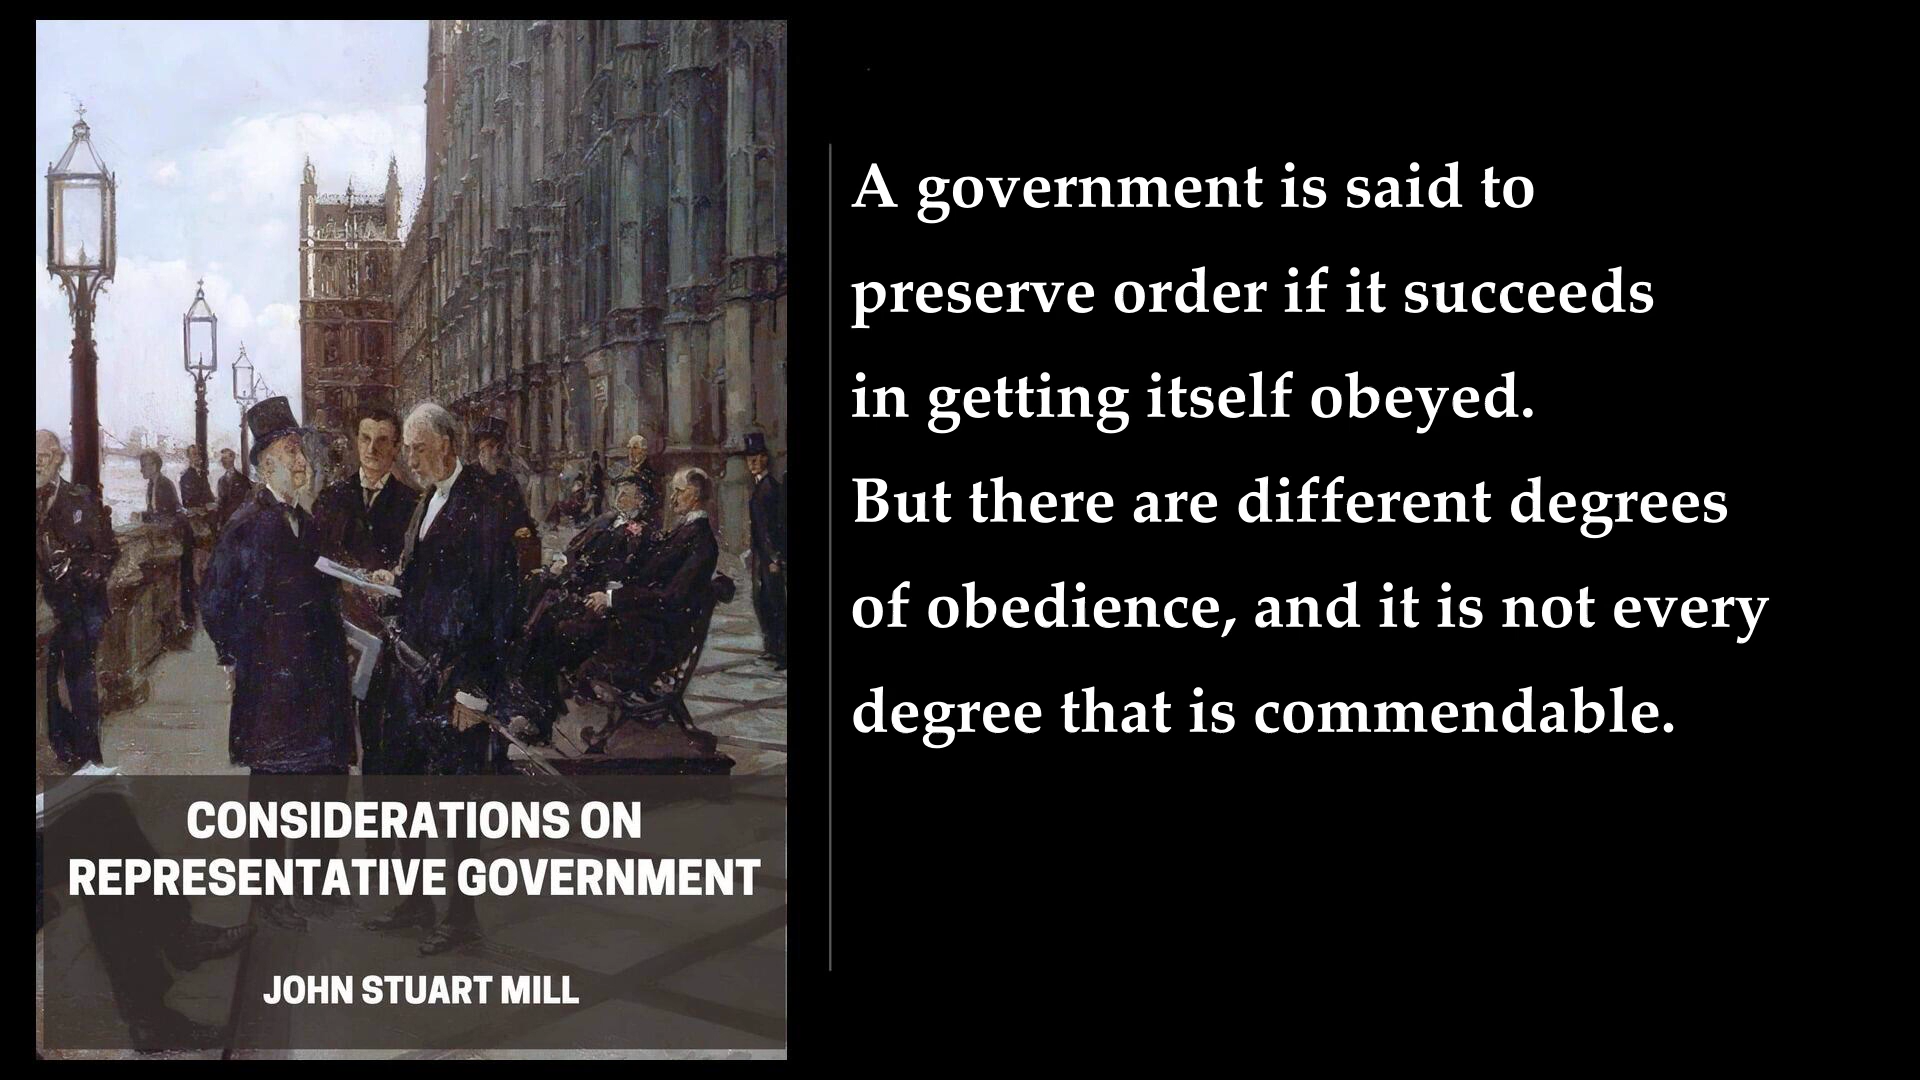 A government is said to
preserve order if it succeeds
in getting itself obeyed.
But there are different degrees
of obedience, and it is not every
degree that is commendable.
CONSIDERATIONS ON
REPRESENTATIVE GOVERNMENT
JOHN STUART MILL